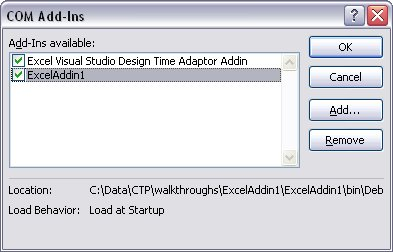 COM Add-Ins
Add-Ins available:
Excel Visual Studio Design Time Adaptor Addin
ExcelAddin1
OK
Cancel
Add...
Remove
Location: C:\Data\CTP\walkthroughs\ExcelAddin1\ExcelAddin1\bin\Deb
Load Behavior: Load at Startup